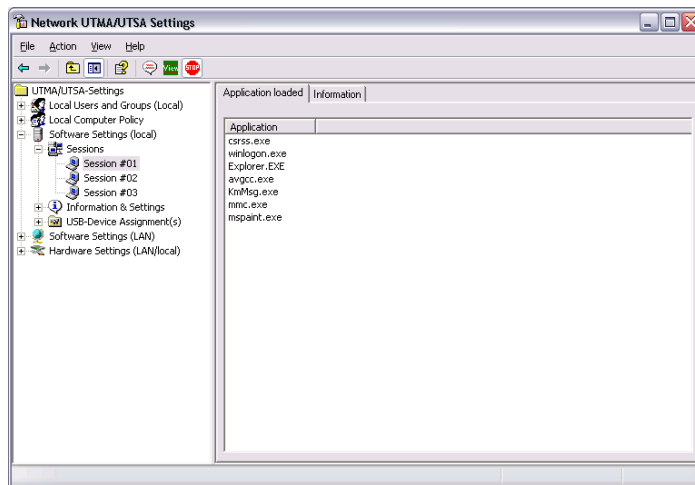 Network UTMA/UTSA Settings
File Action View Help
View STOP
UTMA/UTSA-Settings
Local Users and Groups (Local)
Local Computer Policy
Software Settings (local)
Sessions
Session #01
Session #02
Session #03
Information & Settings
USB-Device Assignment(s)
Software Settings (LAN)
Hardware Settings (LAN/local)
Application loaded Information
Application
csrss.exe
winlogon.exe
Explorer.EXE
avgcc.exe
KmMsg.exe
mmc.exe
mspaint.exe